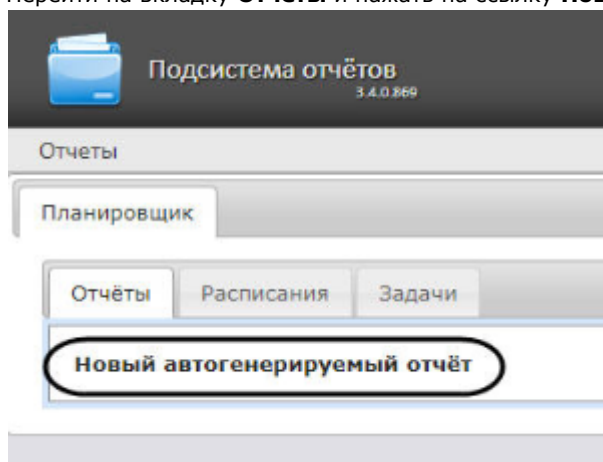 Перейти на вкладку Отчеты и нажать на ссылку
Подсистема отчётов
3.4.0.869
Отчеты
Планировщик
Отчёты Расписания Задачи
Новый автогенерируемый отчёт